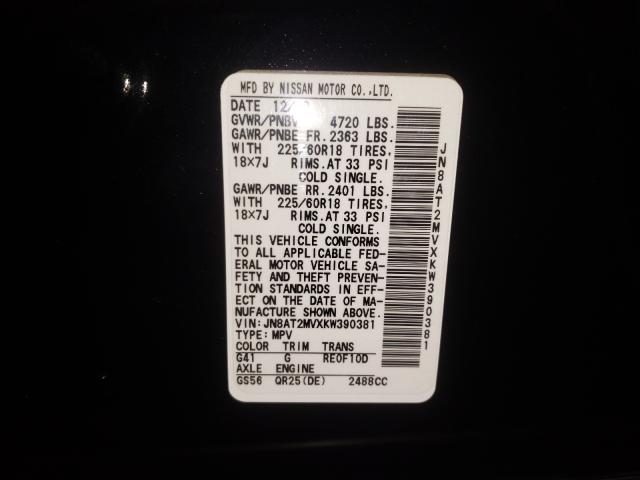 MFD BY NISSAN MOTOR CO.,LTD.
DATE 12/
GVWR/PNBV 4720 LBS.
GAWR/PNBE FR. 2363 LBS.
WITH 225/60R18 TIRES,
18×7J RIMS.AT 33 PSI
COLD SINGLE.
GAWR/PNBE RR. 2401 LBS.
WITH 225/60R18 TIRES,
18×7J RIMS.AT 33 PSI
COLD SINGLE.
THIS VEHICLE CONFORMS
TO ALL APPLICABLE FED-
ERAL MOTOR VEHICLE SA-
FETY AND THEFT PREVEN-
TION STANDARDS IN EFF-
ECT ON THE DATE OF MA-
NUFACTURE SHOWN ABOVE.
VIN:JN8AT2MVXKW390381
TYPE:MPV
COLOR TRIM TRANS
G41 G RE0F10D
AXLE ENGINE
GS56 QR25(DE) 2488CC
JN8AT2MVXKW390381